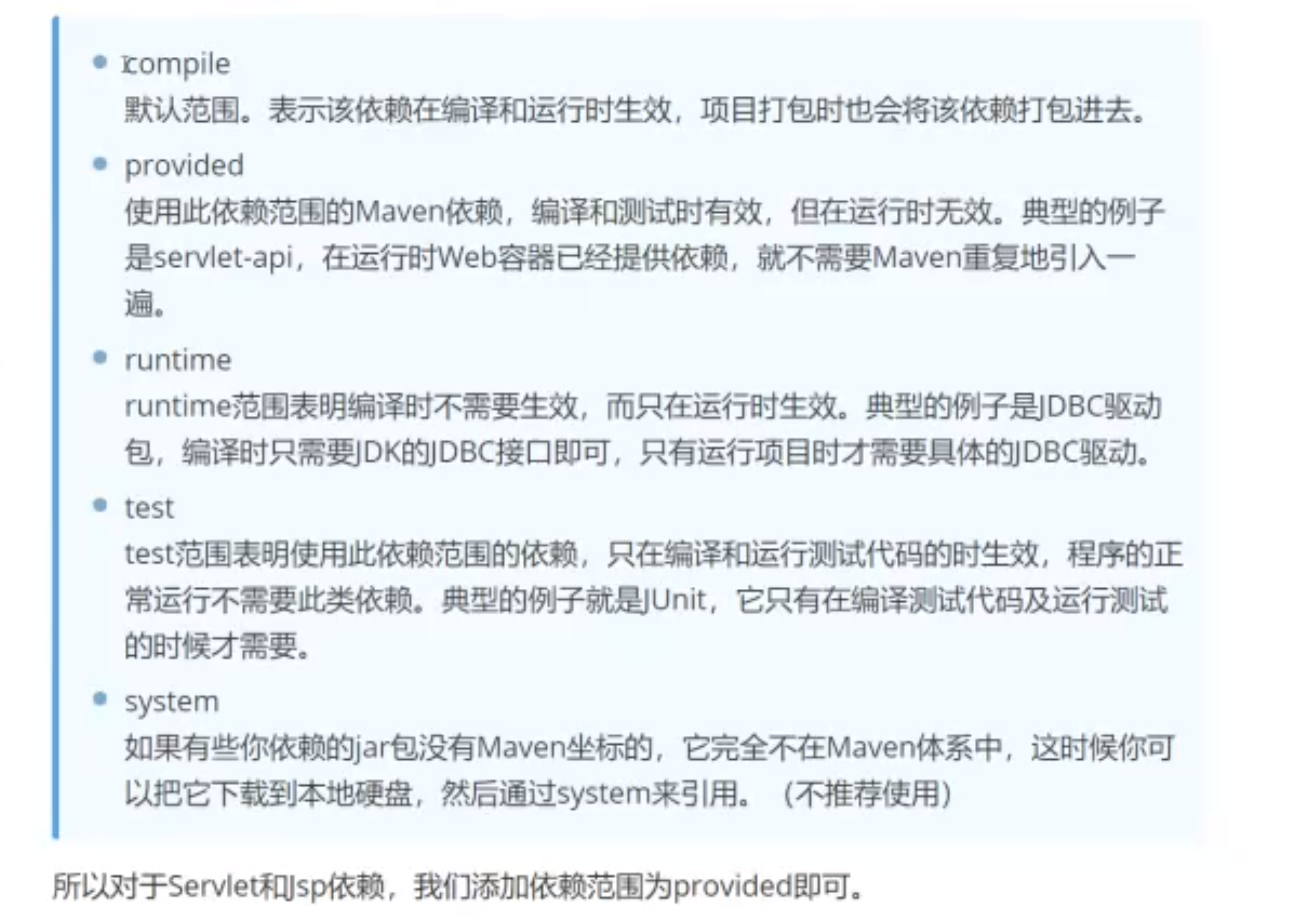 compile
默认范围。表示该依赖在编译和运行时生效，项目打包时也会将该依赖打包进去。
provided
使用此依赖范围的Maven依赖，编译和测试时有效，但在运行时无效。典型的例子
是servlet-api，在运行时Web容器已经提供依赖，就不需要Maven重复地引入一
遍。
runtime
runtime范围表明编译时不需要生效，而只在运行时生效。典型的例子是JDBC驱动
包，编译时只需要JDK的JDBC接口即可，只有运行项目时才需要具体的JDBC驱动。
test
test范围表明使用此依赖范围的依赖，只在编译和运行测试代码的时生效，程序的正
常运行不需要此类依赖。典型的例子就是JUnit，它只有在编译测试代码及运行测试
的时候才需要。
system
如果有些你依赖的jar包没有Maven坐标的，它完全不在Maven体系中，这时候你可
以把它下载到本地硬盘，然后通过system来引用。（不推荐使用）
所以对于Servlet和Jsp依赖，我们添加依赖范围为provided即可。